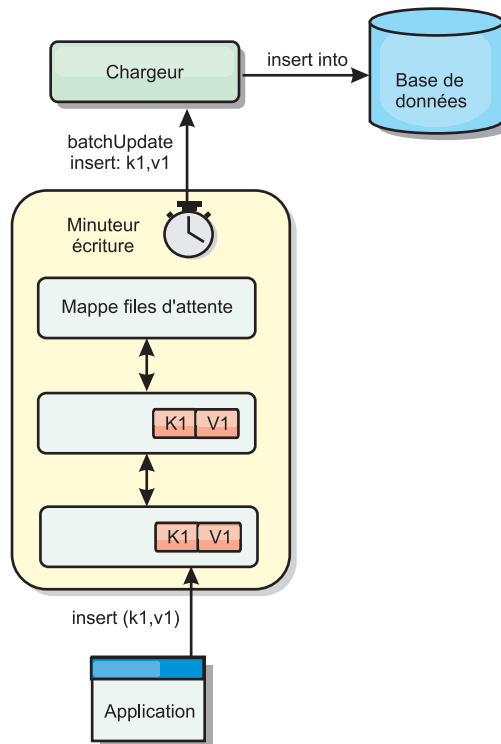 Chargeur
insert into
Base de
données
batchUpdate
insert: k1,v1
Minuteur
écriture
Mappe files d'attente
K1 V1
K1 V1
insert (k1,v1)
Application